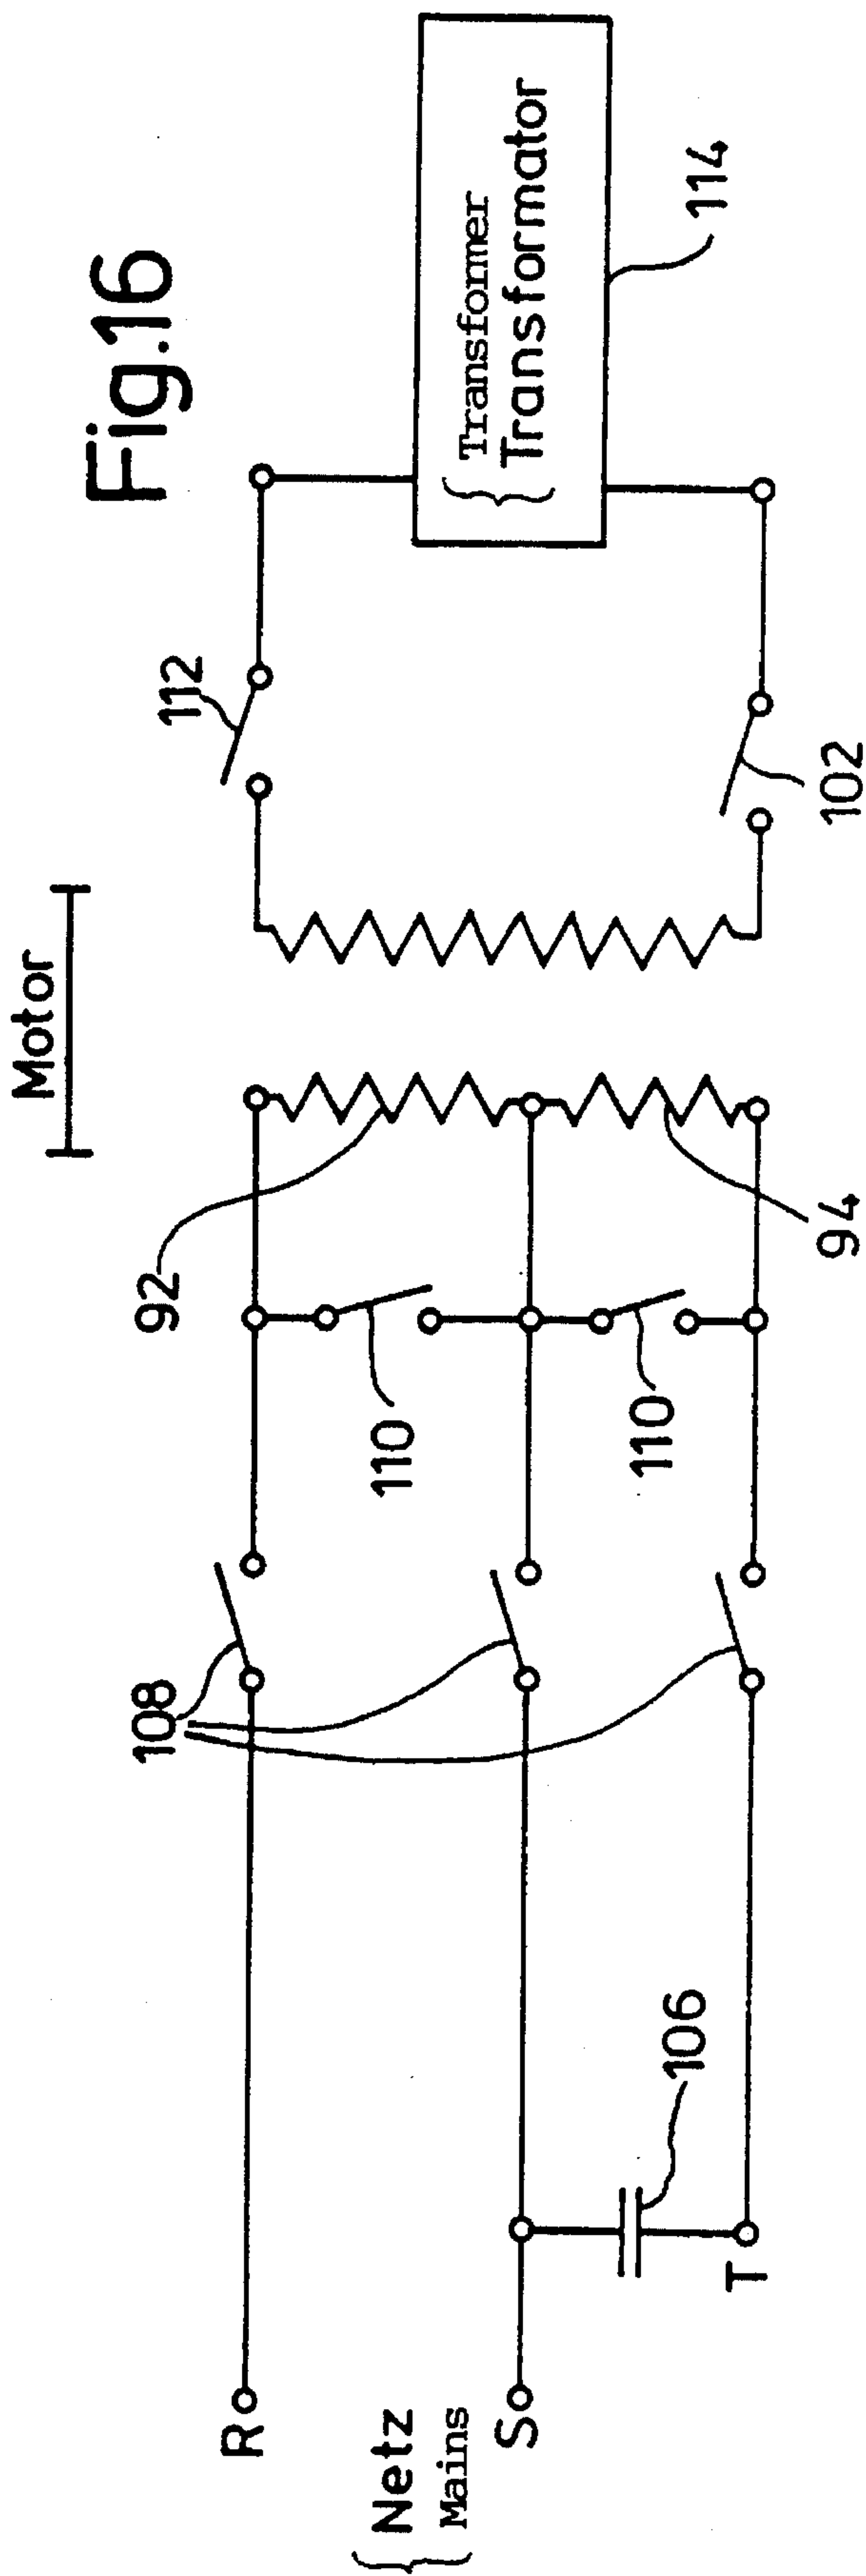 Fig.16
Motor
112
Transformer
Transformator
114
102
92
94
110
110
108
106
R
Netz
Mains
S
T